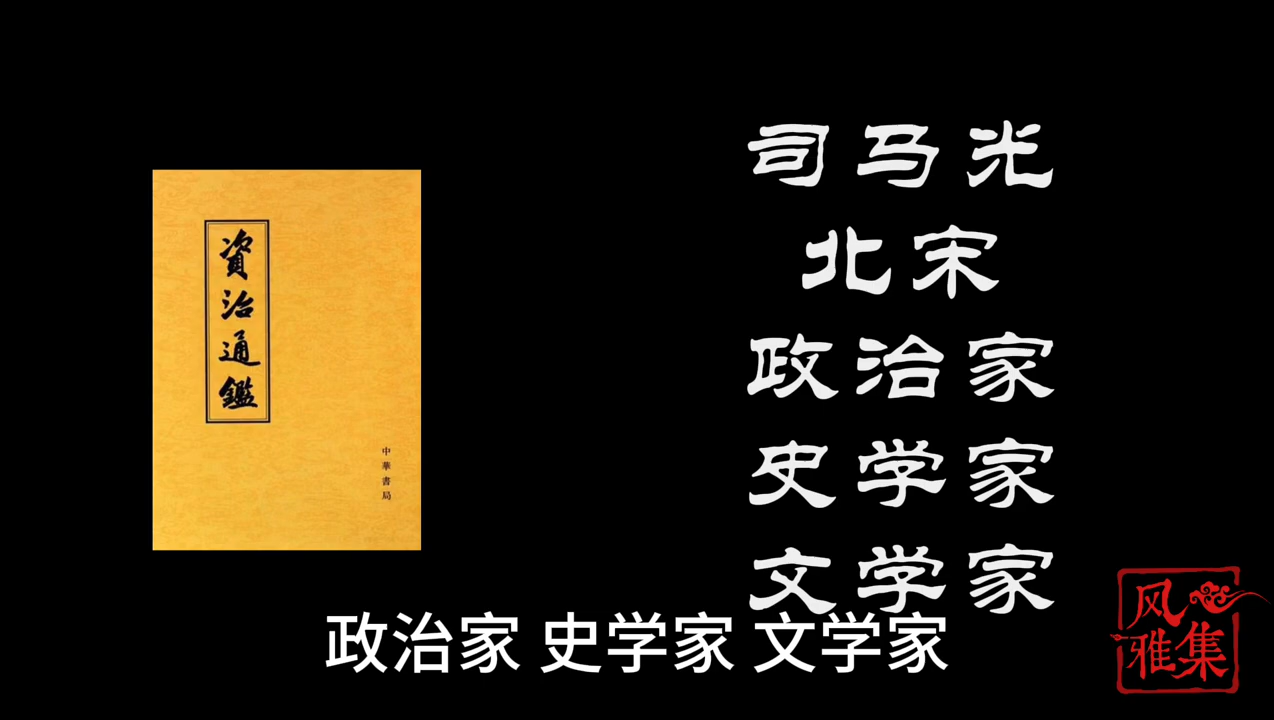 資治通鑑
中華書局
司马光
北宋
政治家
史学家
文学家
政治家 史学家 文学家
风雅集